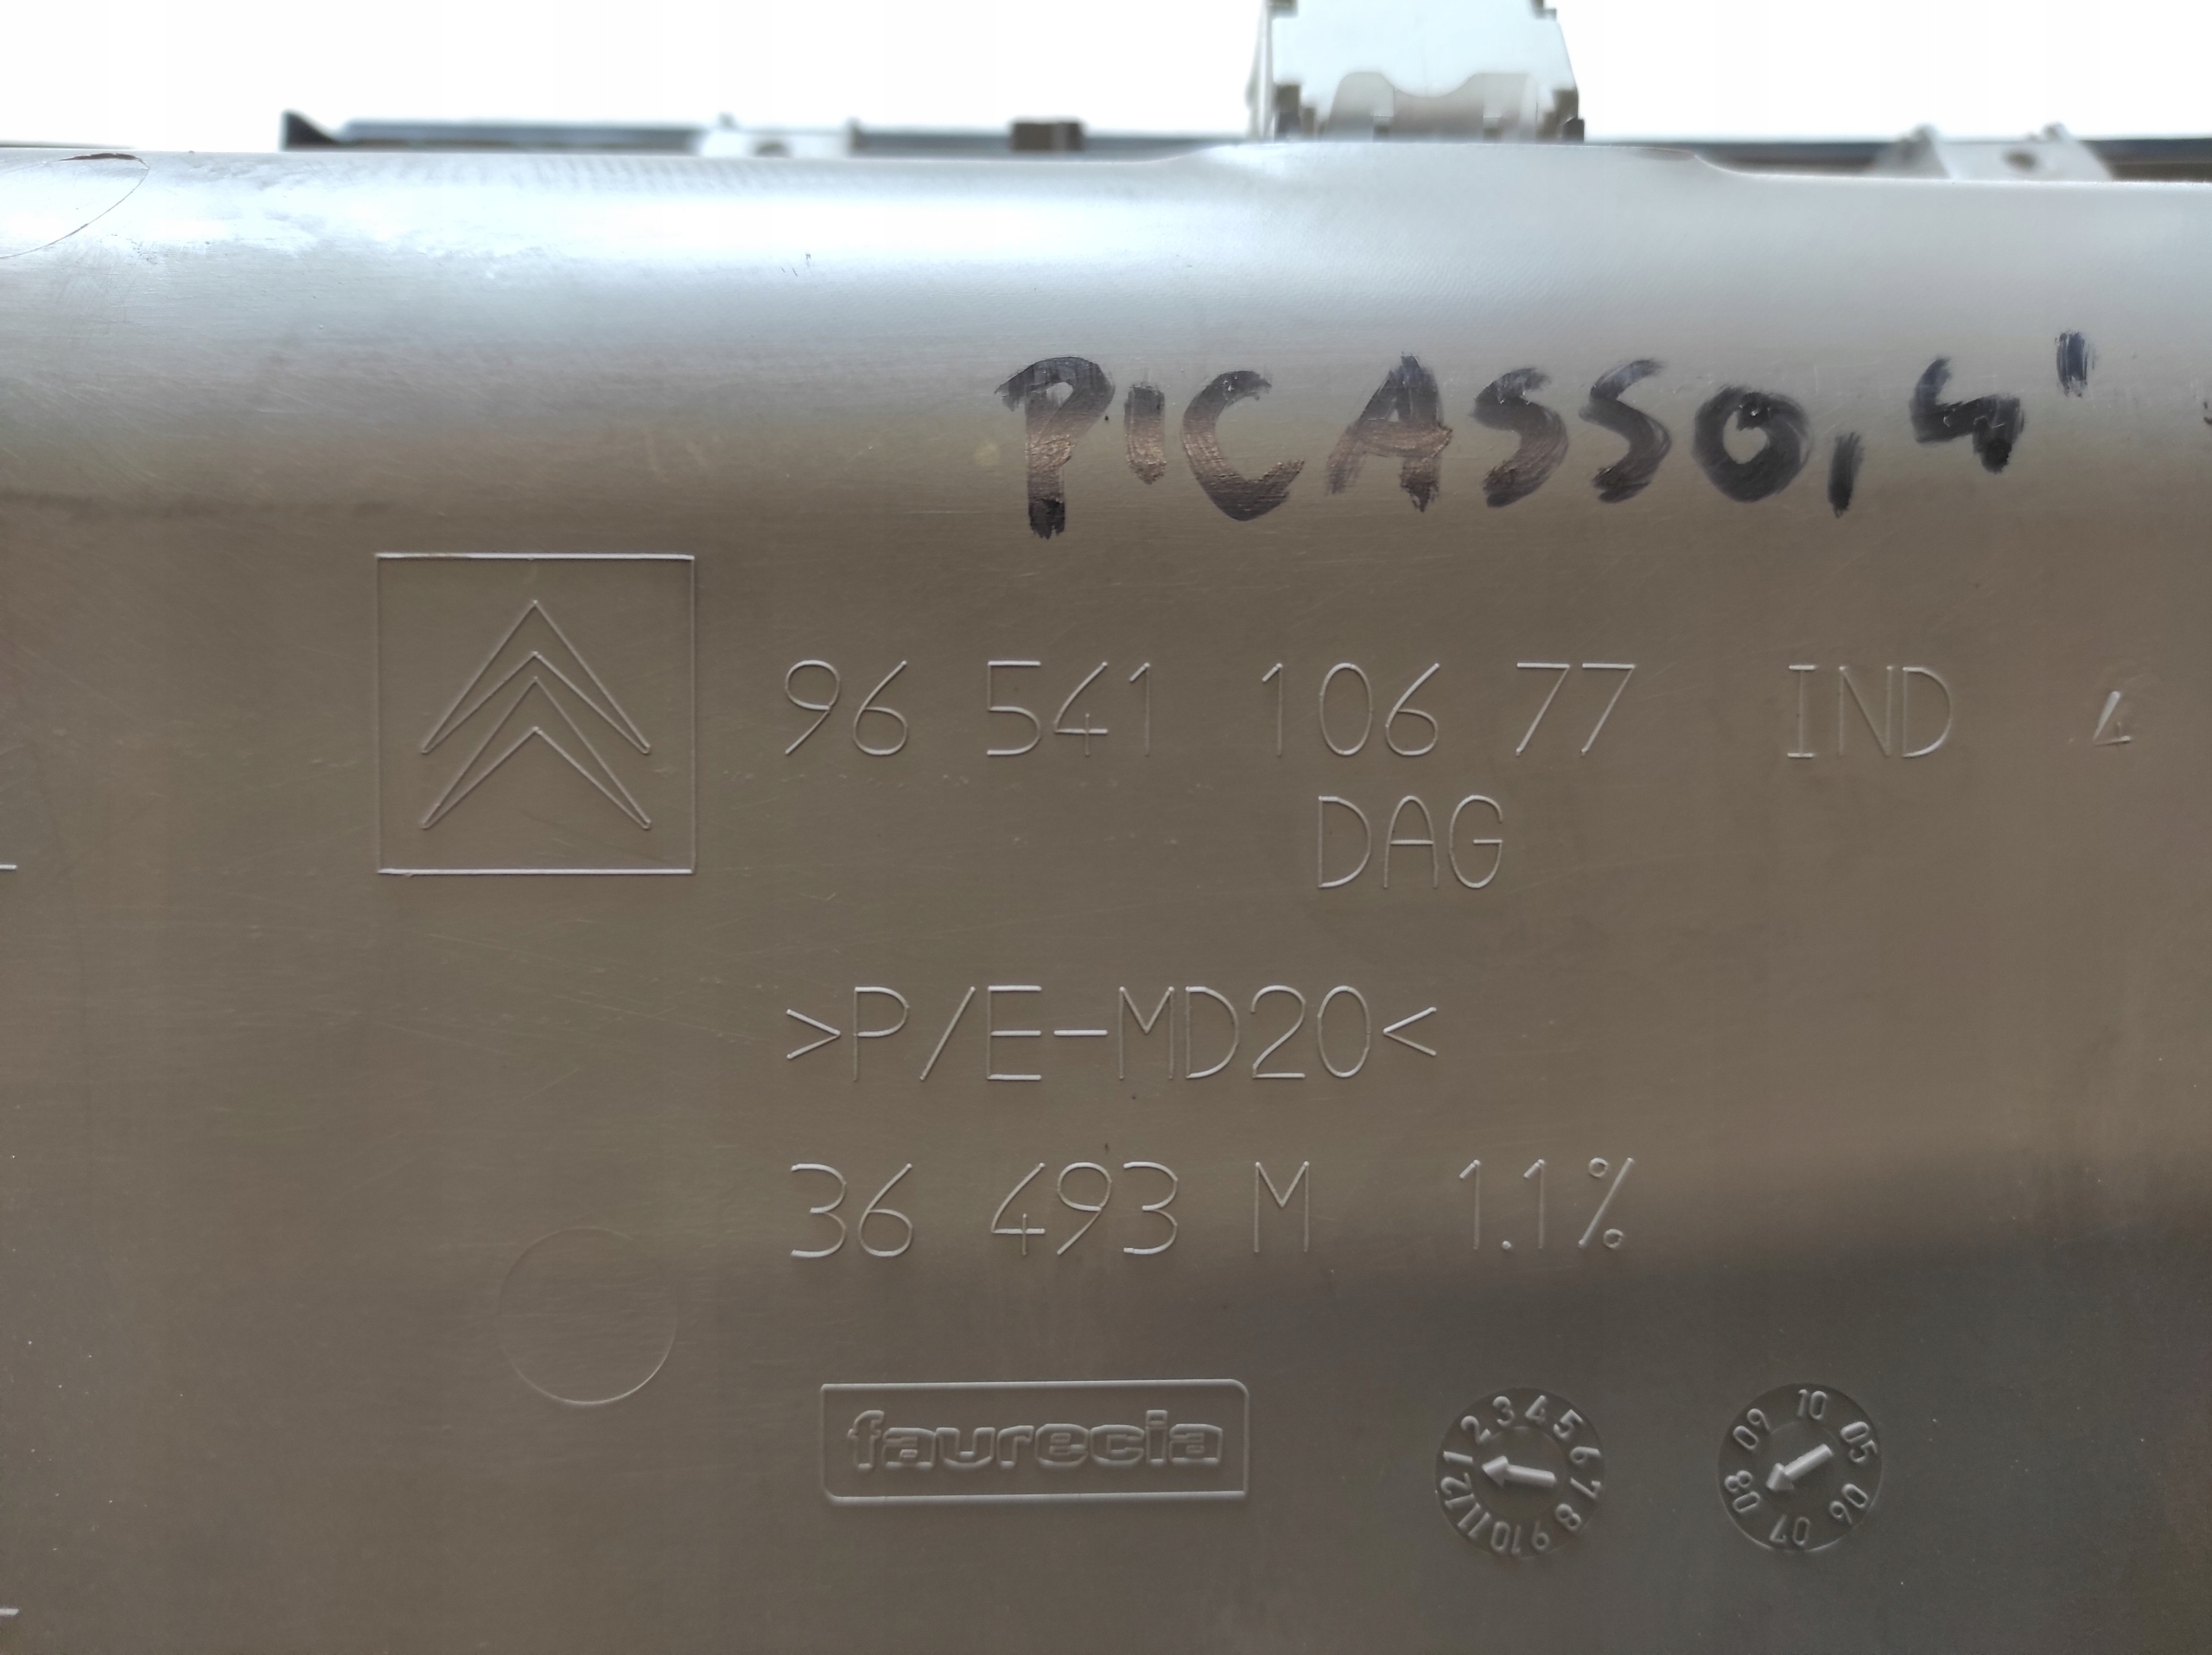 PICASSO, 4'
96 541 106 77 IND 4
DAG
>P/E-MD20<
36 493 M 1.1%
faurecia
1 2 3 4 5 6 7 8 9 10 11 12
05 06 07 08 09 10